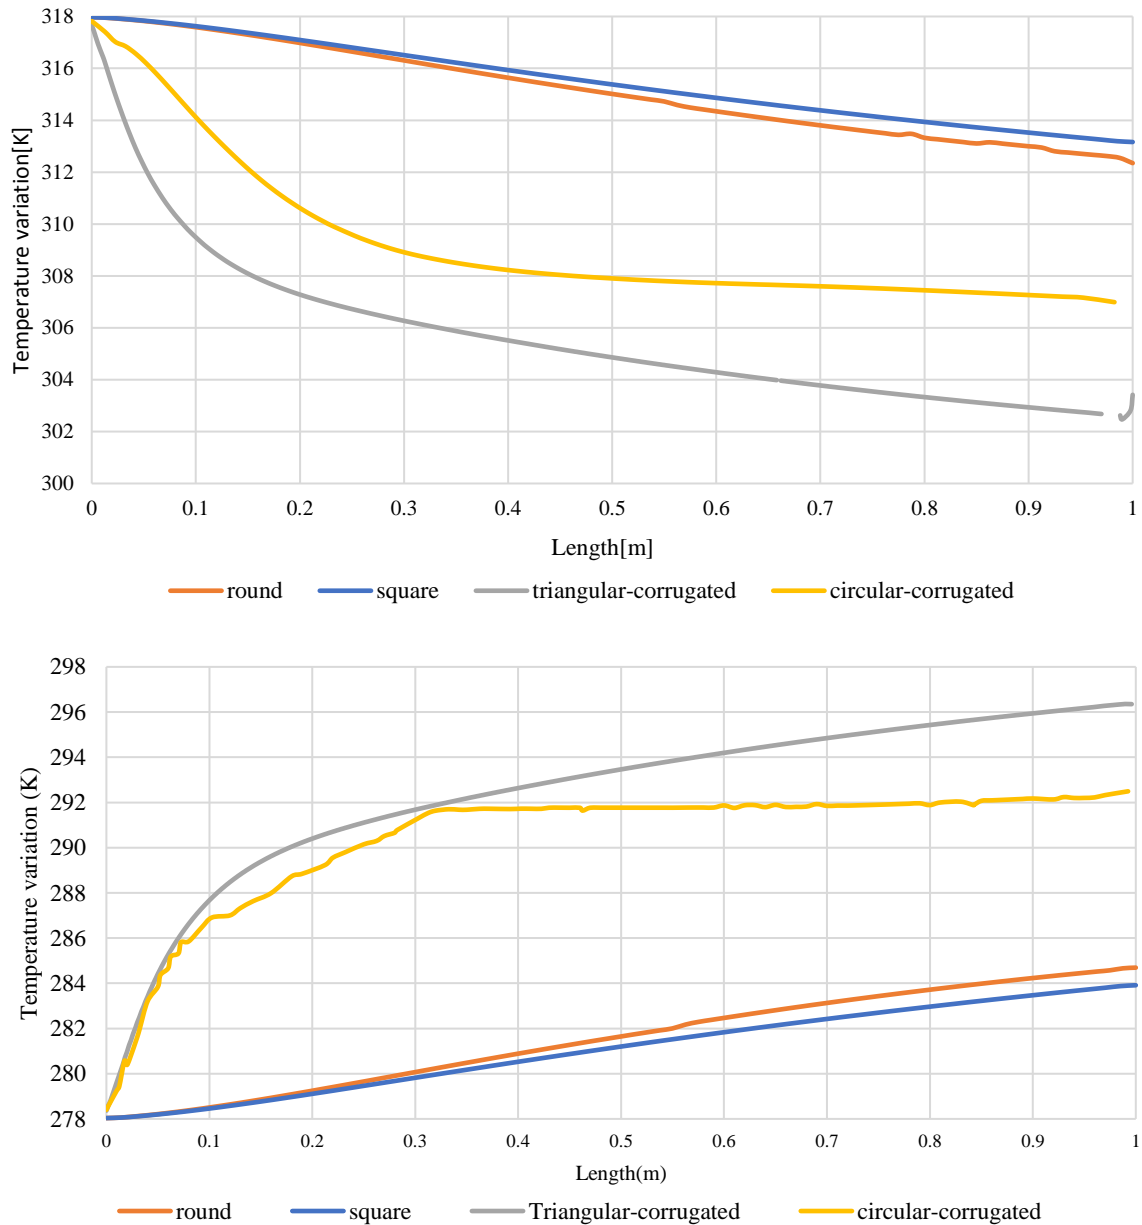 318
316
314
312
310
308
306
304
302
300
Temperature variation[K]
0 0.1 0.2 0.3 0.4 0.5 0.6 0.7 0.8 0.9 1
Length[m]
round square triangular-corrugated circular-corrugated
298
296
294
292
290
288
286
284
282
280
278
Temperature variation (K)
0 0.1 0.2 0.3 0.4 0.5 0.6 0.7 0.8 0.9 1
Length(m)
round square Triangular-corrugated circular-corrugated